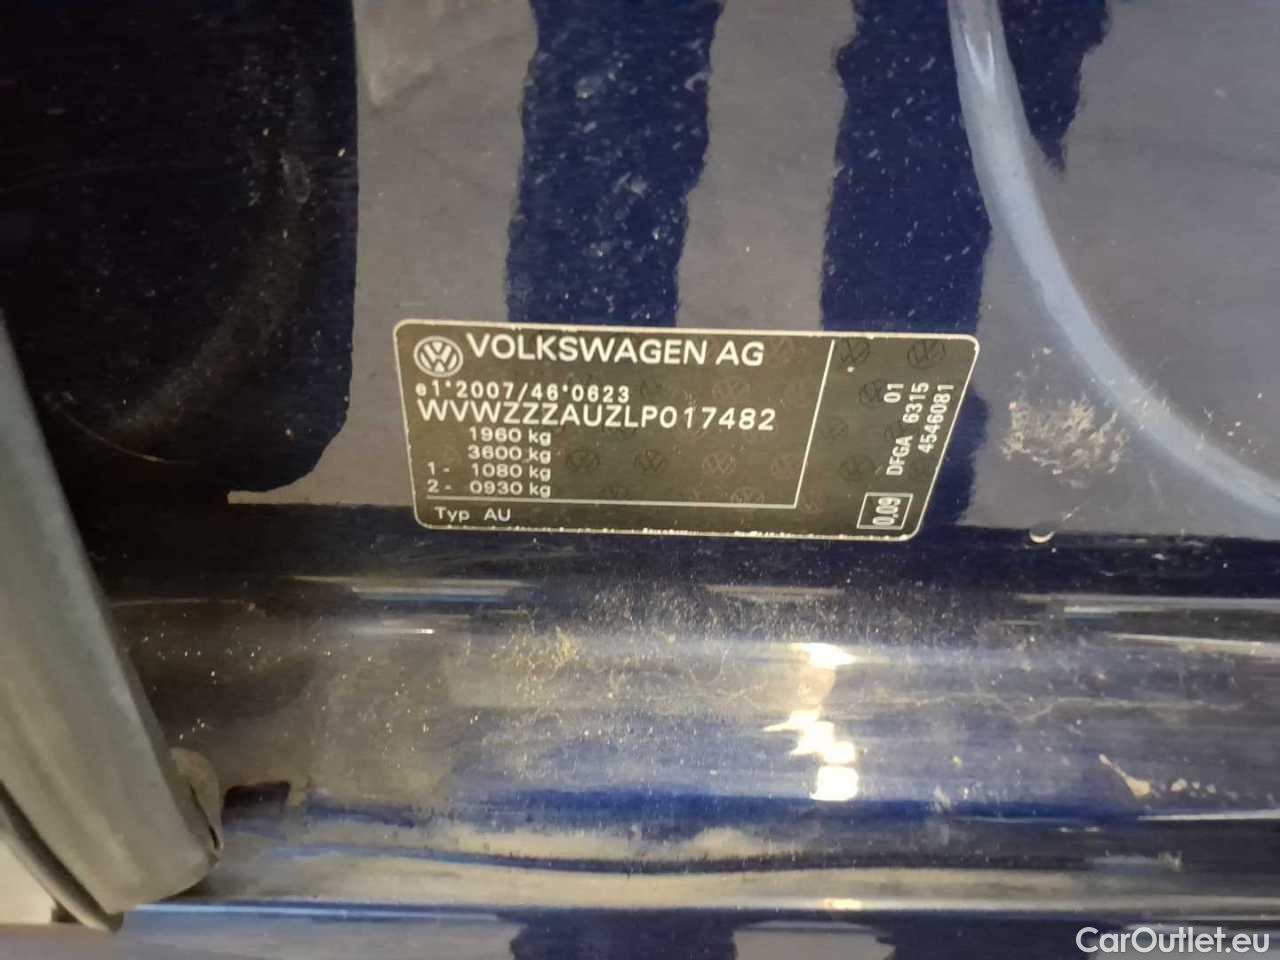 VOLKSWAGEN AG
e1*2007/46*0623
WVWZZZAUZLP017482
1960 kg
3600 kg
1- 1080 kg
2- 0930 kg
Typ AU
01
DFGA 6315
4546081
0.09
CarOutlet.eu